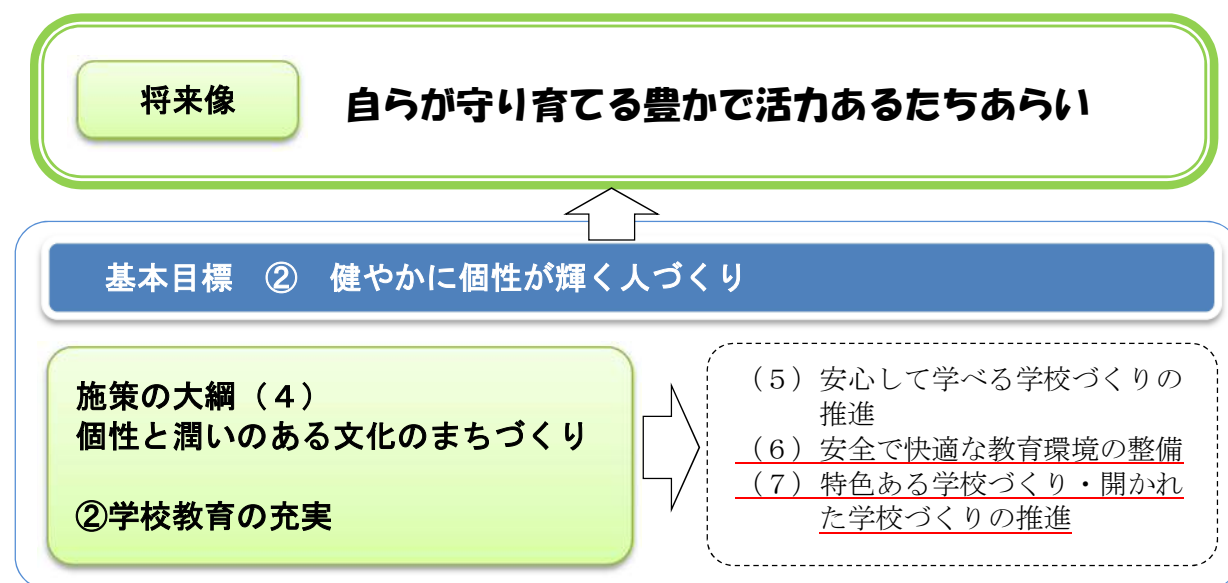 将来像
自らが守り育てる豊かで活力あるたちあらい
基本目標　②　健やかに個性が輝く人づくり
施策の大綱（４）
個性と潤いのある文化のまちづくり
②学校教育の充実
（５）安心して学べる学校づくりの
推進
（６）安全で快適な教育環境の整備
（７）特色ある学校づくり・開かれ
た学校づくりの推進